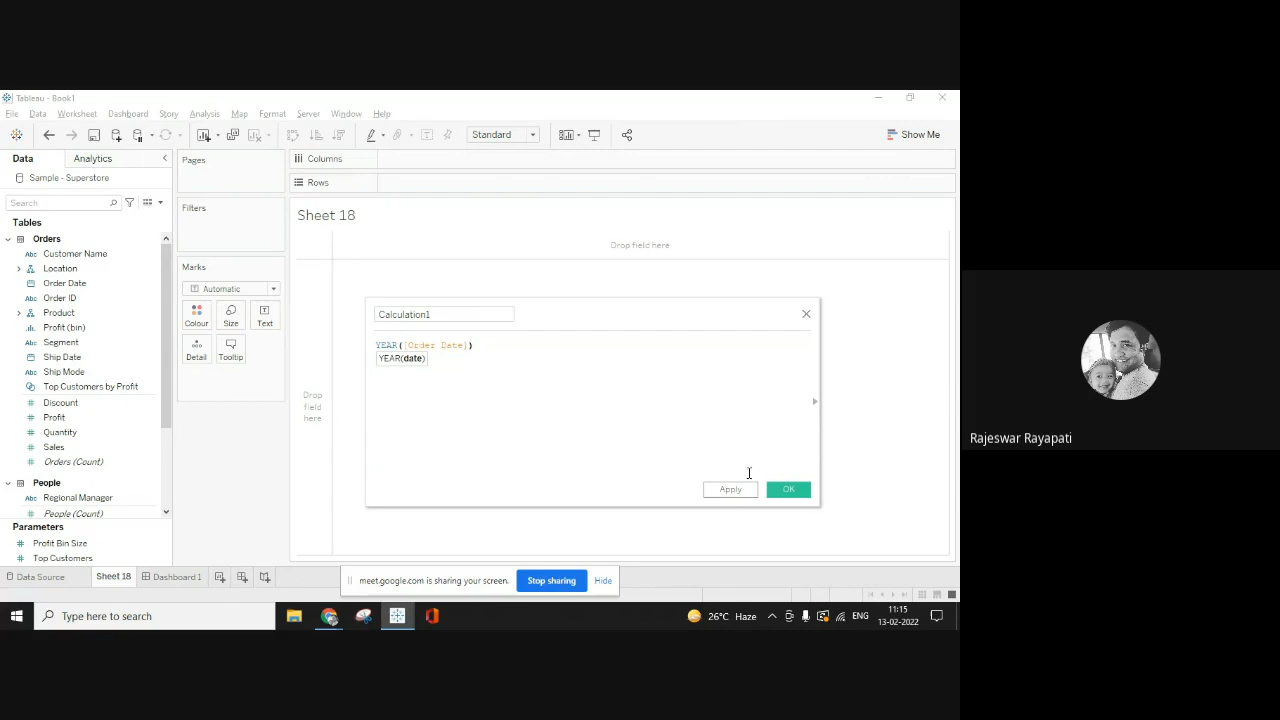 Tableau - Book1
File Data Worksheet Dashboard Story Analysis Map Format Server Window Help
Standard
Show Me
Data Analytics
Sample - Superstore
Search
Tables
Orders
Abc Customer Name
Location
Order Date
Abc Order ID
Product
Profit (bin)
Abc Segment
Ship Date
Abc Ship Mode
Top Customers by Profit
Discount
Profit
Quantity
Sales
Orders (Count)
People
Abc Regional Manager
People (Count)
Parameters
Profit Bin Size
Top Customers
Pages
Filters
Marks
Automatic
Colour Size Text
Detail Tooltip
Columns
Rows
Sheet 18
Drop field here
Drop
field
here
Calculation1
YEAR([Order Date])
YEAR(date)
Apply OK
Data Source Sheet 18 Dashboard 1
meet.google.com is sharing your screen. Stop sharing Hide
Type here to search
26°C Haze
ENG
11:15
13-02-2022
Rajeswar Rayapati